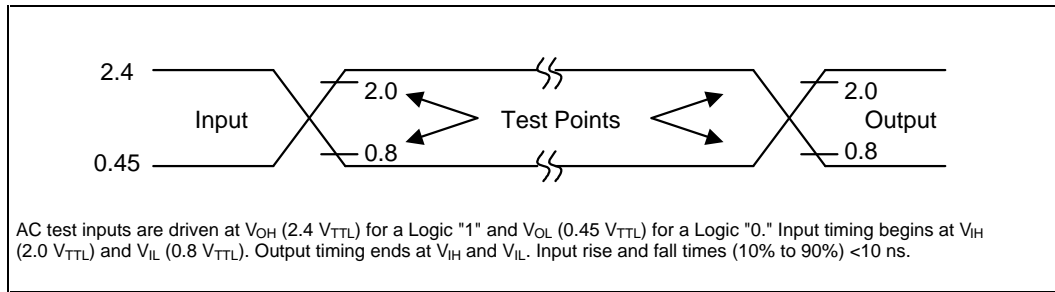 2.4
2.0
2.0
Input
Test Points
Output
0.45
0.8
0.8
AC test inputs are driven at VOH (2.4 VTTL) for a Logic "1" and VOL (0.45 VTTL) for a Logic "0." Input timing begins at VIH
(2.0 VTTL) and VIL (0.8 VTTL). Output timing ends at VIH and VIL. Input rise and fall times (10% to 90%) <10 ns.